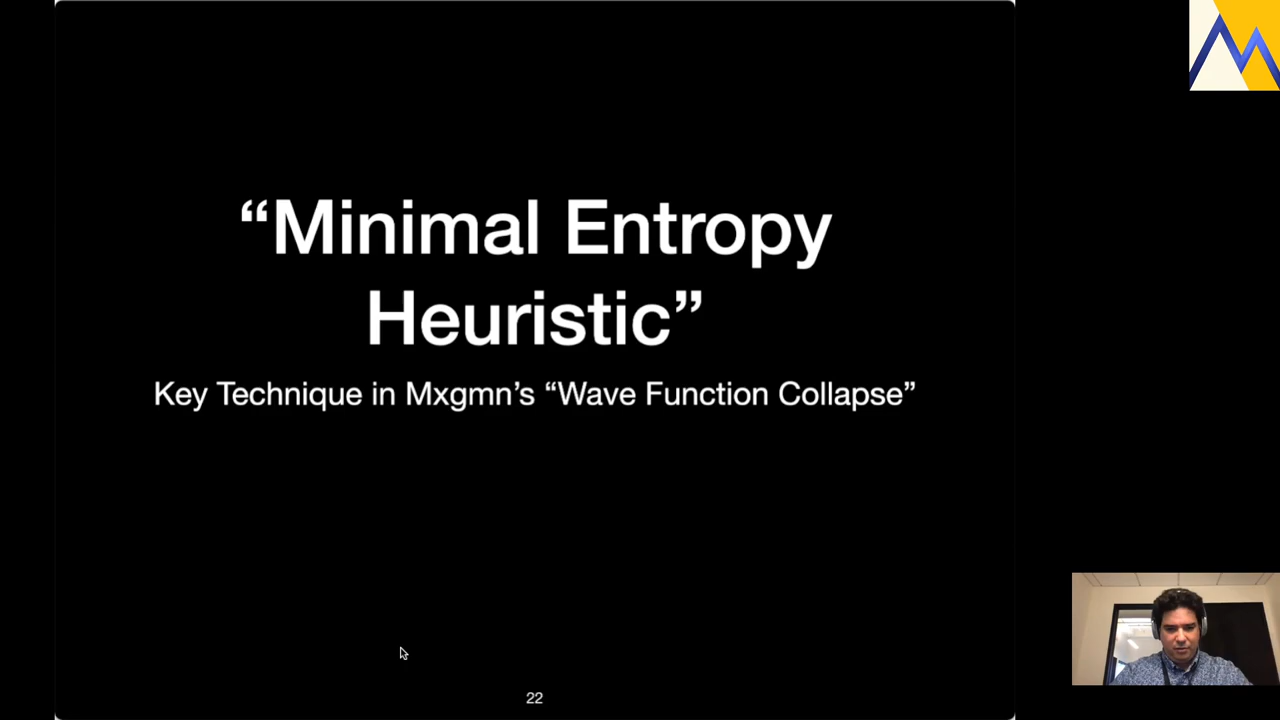 “Minimal Entropy
Heuristic”
Key Technique in Mxgmn’s “Wave Function Collapse”
22